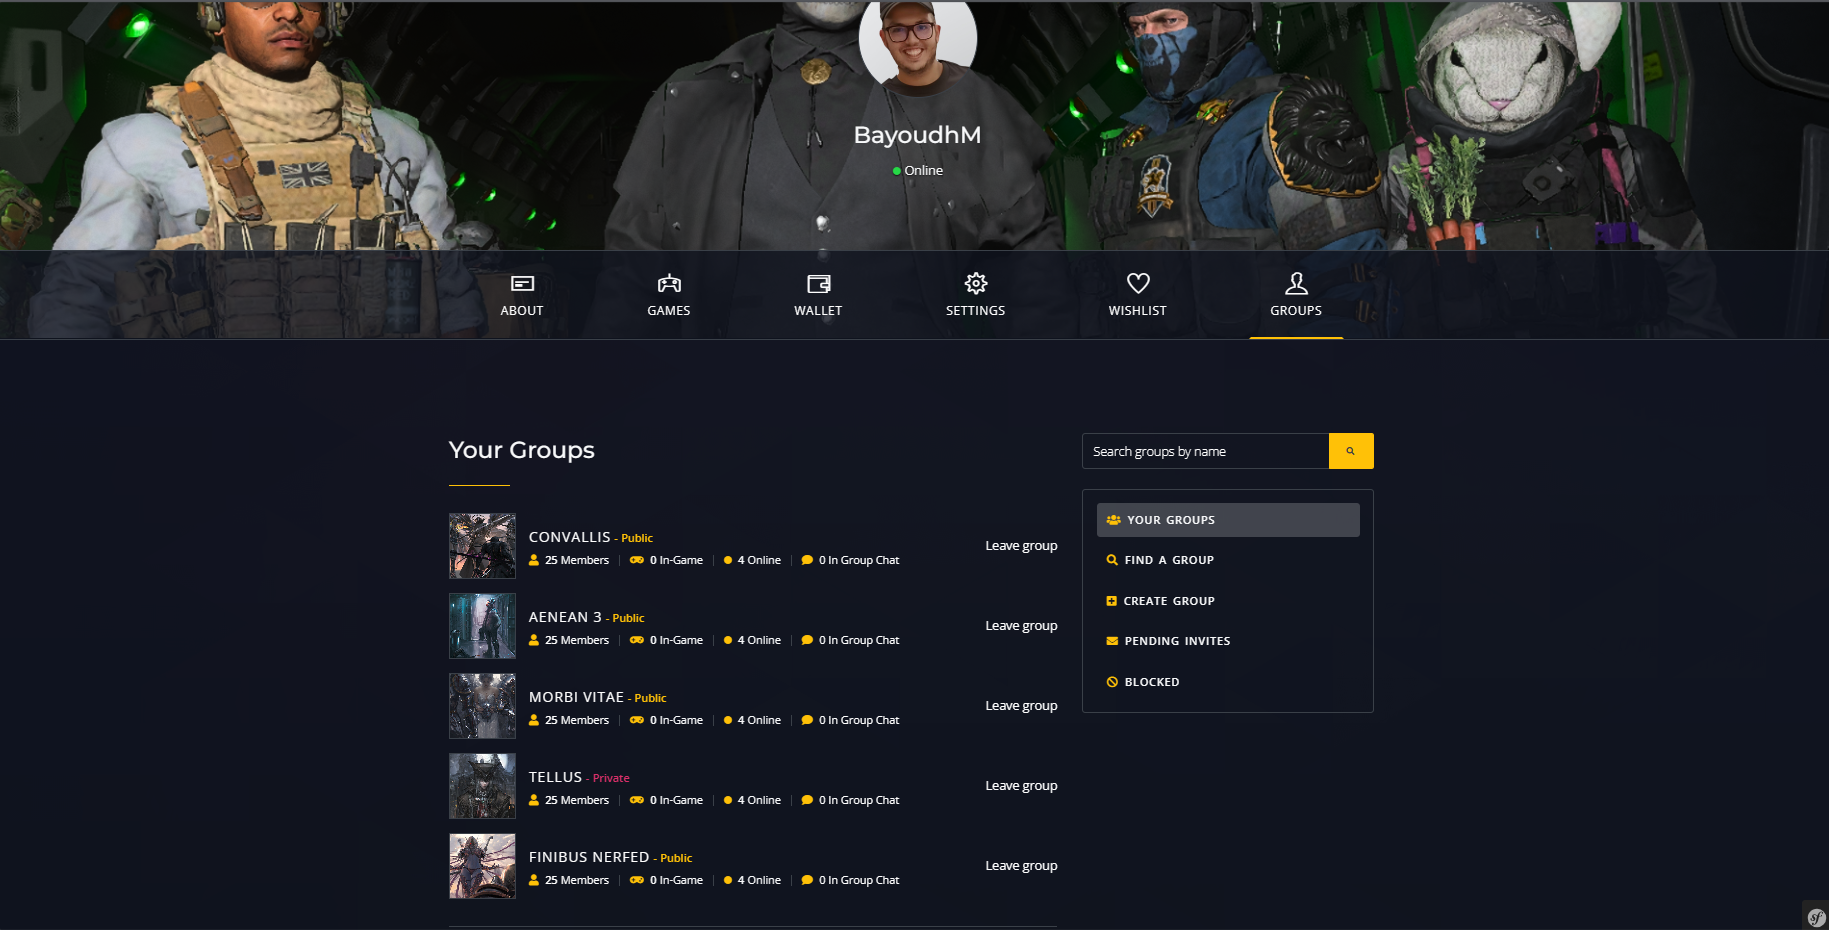 BayoudhM
Online
ABOUT
GAMES
WALLET
SETTINGS
WISHLIST
GROUPS
Your Groups
Search groups by name
CONVALLIS - Public
25 Members
0 In-Game
4 Online
0 In Group Chat
Leave group
AENEAN 3 - Public
25 Members
0 In-Game
4 Online
0 In Group Chat
Leave group
MORBI VITAE - Public
25 Members
0 In-Game
4 Online
0 In Group Chat
Leave group
TELLUS - Private
25 Members
0 In-Game
4 Online
0 In Group Chat
Leave group
FINIBUS NERFED - Public
25 Members
0 In-Game
4 Online
0 In Group Chat
Leave group
YOUR GROUPS
FIND A GROUP
CREATE GROUP
PENDING INVITES
BLOCKED
sf